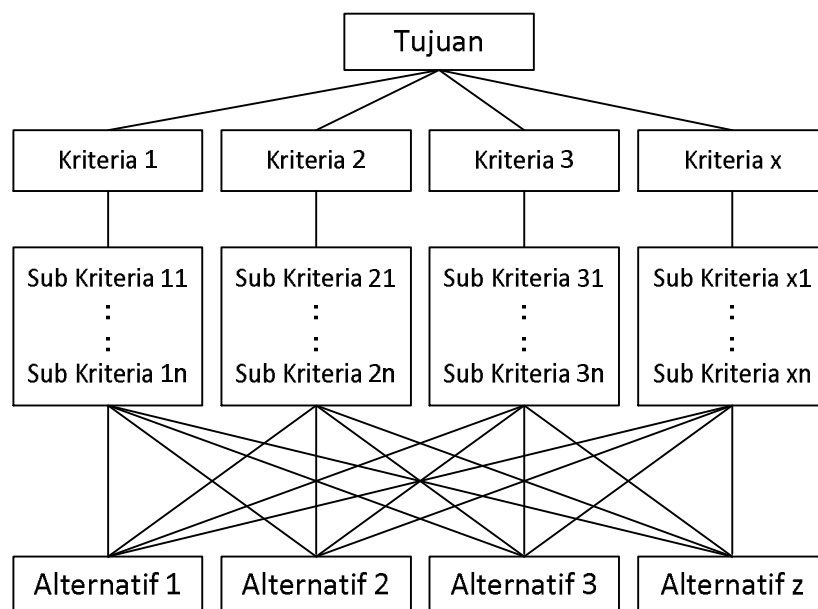 Tujuan
Kriteria 1
Kriteria 2
Kriteria 3
Kriteria x
Sub Kriteria 11
:
:
Sub Kriteria 1n
Sub Kriteria 21
:
:
Sub Kriteria 2n
Sub Kriteria 31
:
:
Sub Kriteria 3n
Sub Kriteria x1
:
:
Sub Kriteria xn
Alternatif 1
Alternatif 2
Alternatif 3
Alternatif z